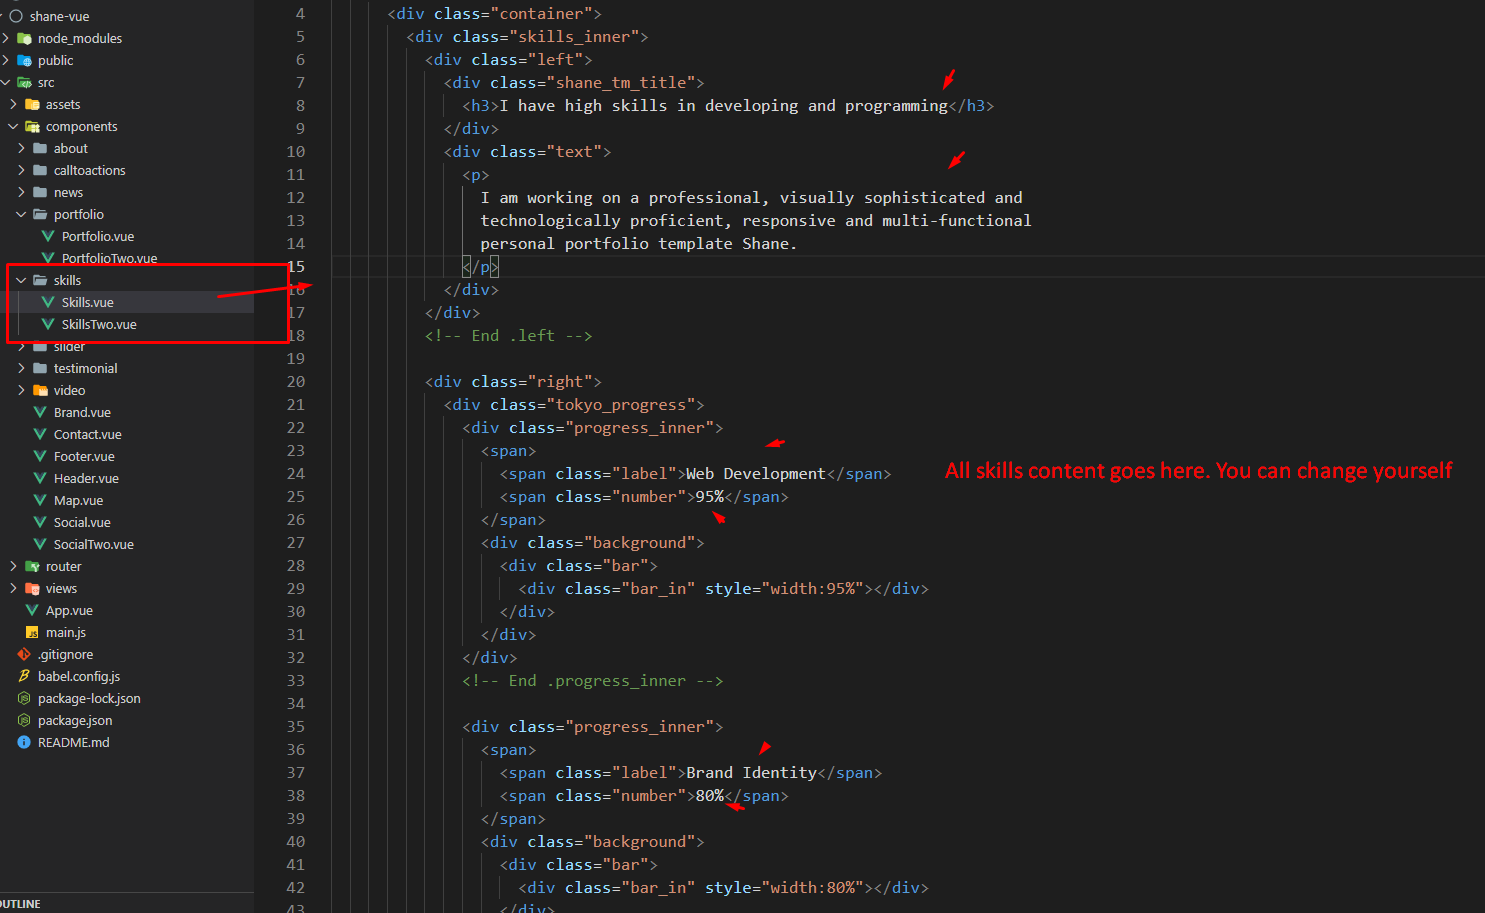 shane-vue
node_modules
public
src
assets
components
about
calltoactions
news
portfolio
Portfolio.vue
PortfolioTwo.vue
skills
Skills.vue
SkillsTwo.vue
slider
testimonial
video
Brand.vue
Contact.vue
Footer.vue
Header.vue
Map.vue
Social.vue
SocialTwo.vue
router
views
App.vue
main.js
.gitignore
babel.config.js
package-lock.json
package.json
README.md
OUTLINE
4 <div class="container">
5 <div class="skills_inner">
6 <div class="left">
7 <div class="shane_tm_title">
8 <h3>I have high skills in developing and programming</h3>
9 </div>
10 <div class="text">
11 <p>
12 I am working on a professional, visually sophisticated and
13 technologically proficient, responsive and multi-functional
14 personal portfolio template Shane.
15 </p>
16 </div>
17 </div>
18 <!-- End .left -->
19
20 <div class="right">
21 <div class="tokyo_progress">
22 <div class="progress_inner">
23 <span>
24 <span class="label">Web Development</span>
25 <span class="number">95%</span>
26 </span>
27 <div class="background">
28 <div class="bar">
29 <div class="bar_in" style="width:95%"></div>
30 </div>
31 </div>
32 </div>
33 <!-- End .progress_inner -->
34
35 <div class="progress_inner">
36 <span>
37 <span class="label">Brand Identity</span>
38 <span class="number">80%</span>
39 </span>
40 <div class="background">
41 <div class="bar">
42 <div class="bar_in" style="width:80%"></div>
43 </div>
All skills content goes here. You can change yourself